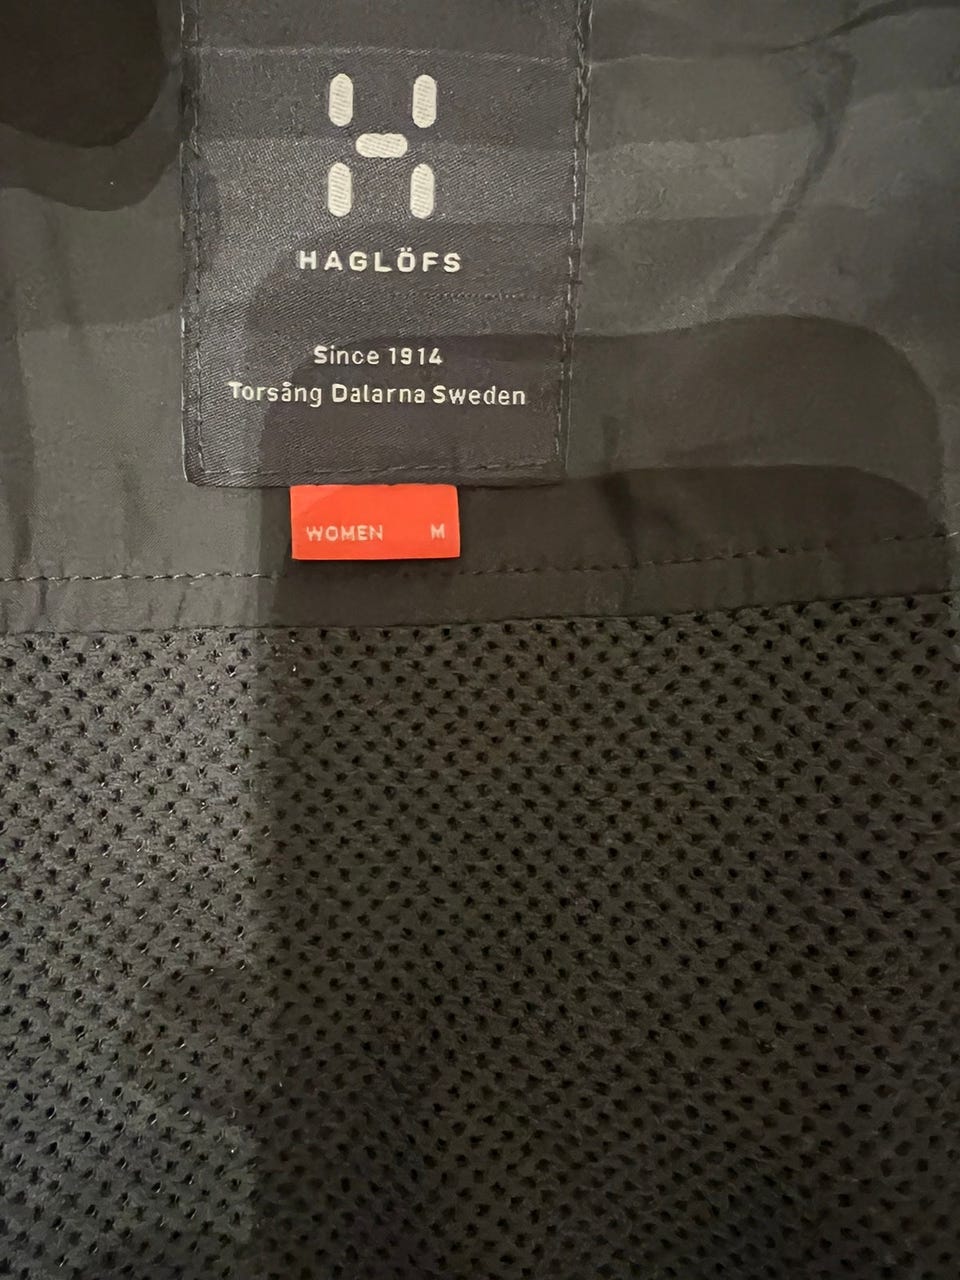 HAGLÖFS
Since 1914
Torsång Dalarna Sweden
WOMEN M